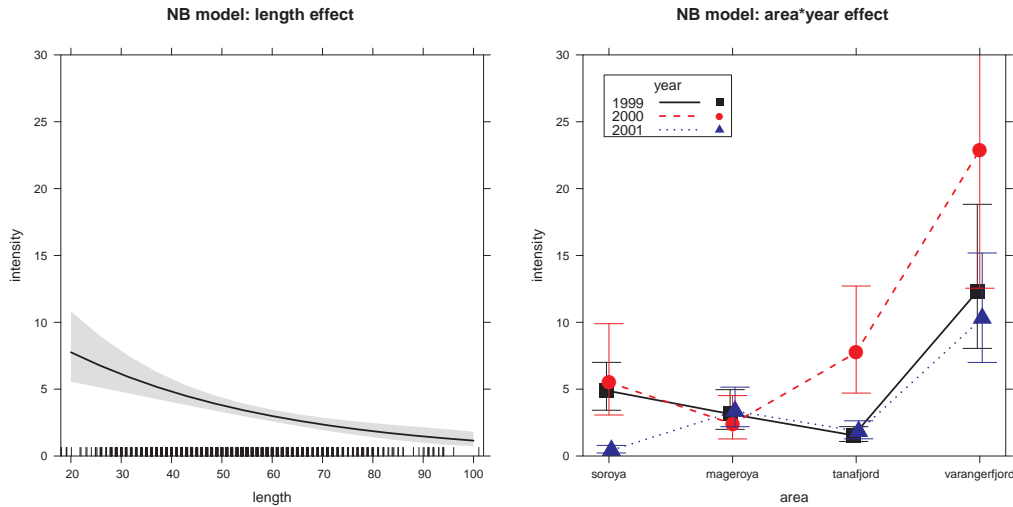 NB model: length effect
30
25
20
15
10
5
0
intensity
20 30 40 50 60 70 80 90 100
length
NB model: area*year effect
30
25
20
15
10
5
0
intensity
year
1999
2000
2001
soroya mageroya tanafjord varangerfjord
area